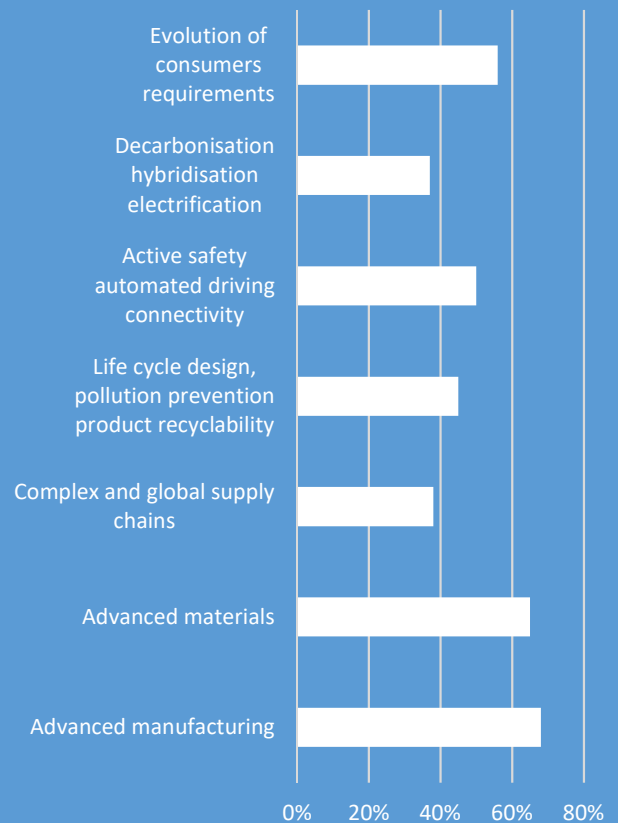 Evolution of
consumers
requirements
Decarbonisation
hybridisation
electrification
Active safety
automated driving
connectivity
Life cycle design,
pollution prevention
product recyclability
Complex and global supply
chains
Advanced materials
Advanced manufacturing
0% 20% 40% 60% 80%